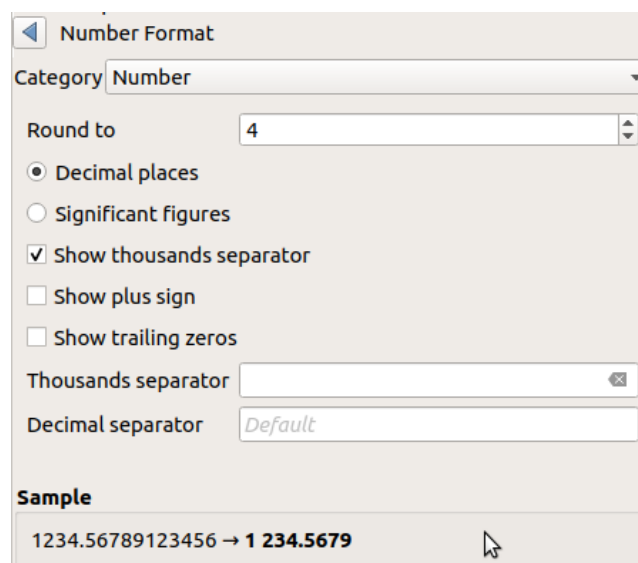 Number Format
Category Number
Round to 4
Decimal places
Significant figures
Show thousands separator
Show plus sign
Show trailing zeros
Thousands separator
Decimal separator Default
Sample
1234.56789123456 → 1 234.5679